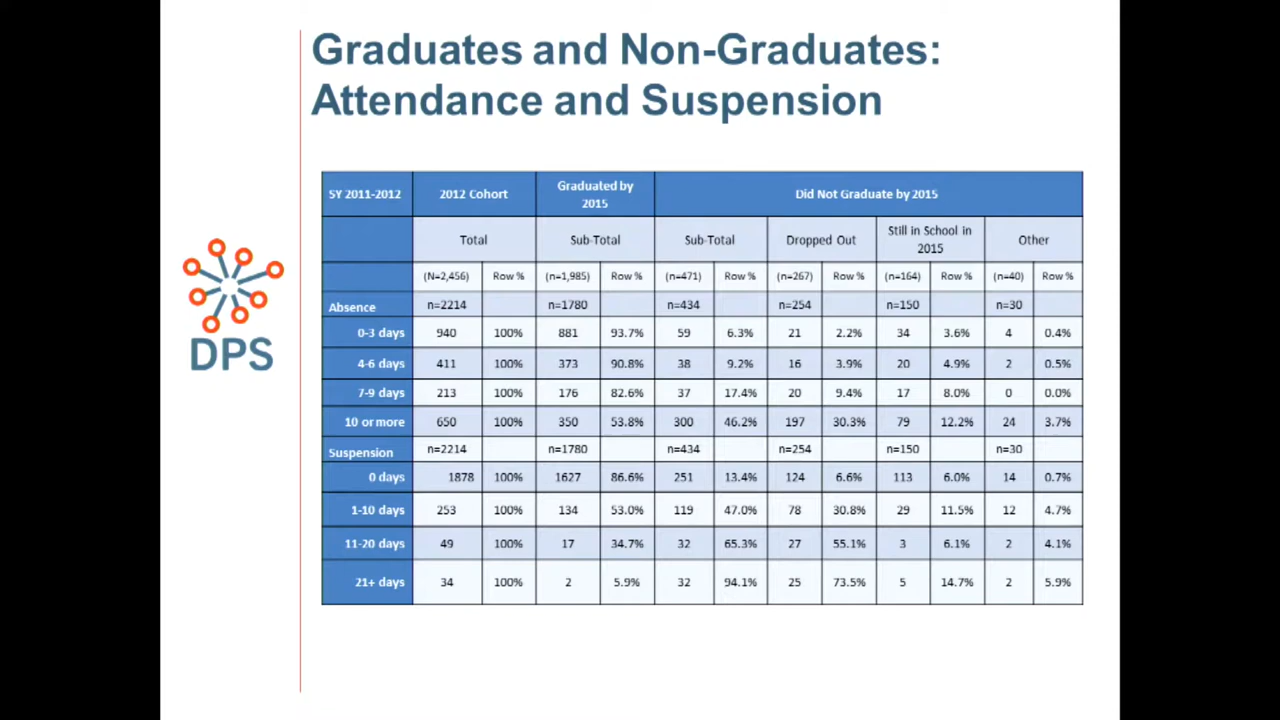 Graduates and Non-Graduates:
Attendance and Suspension
DPS
SY 2011-2012 2012 Cohort Graduated by 2015 Did Not Graduate by 2015
Total Sub-Total Sub-Total Dropped Out Still in School in 2015 Other
(N=2,456) Row % (n=1,985) Row % (n=471) Row % (n=267) Row % (n=164) Row % (n=40) Row %
Absence n=2214 n=1780 n=434 n=254 n=150 n=30
0-3 days 940 100% 881 93.7% 59 6.3% 21 2.2% 34 3.6% 4 0.4%
4-6 days 411 100% 373 90.8% 38 9.2% 16 3.9% 20 4.9% 2 0.5%
7-9 days 213 100% 176 82.6% 37 17.4% 20 9.4% 17 8.0% 0 0.0%
10 or more 650 100% 350 53.8% 300 46.2% 197 30.3% 79 12.2% 24 3.7%
Suspension n=2214 n=1780 n=434 n=254 n=150 n=30
0 days 1878 100% 1627 86.6% 251 13.4% 124 6.6% 113 6.0% 14 0.7%
1-10 days 253 100% 134 53.0% 119 47.0% 78 30.8% 29 11.5% 12 4.7%
11-20 days 49 100% 17 34.7% 32 65.3% 27 55.1% 3 6.1% 2 4.1%
21+ days 34 100% 2 5.9% 32 94.1% 25 73.5% 5 14.7% 2 5.9%